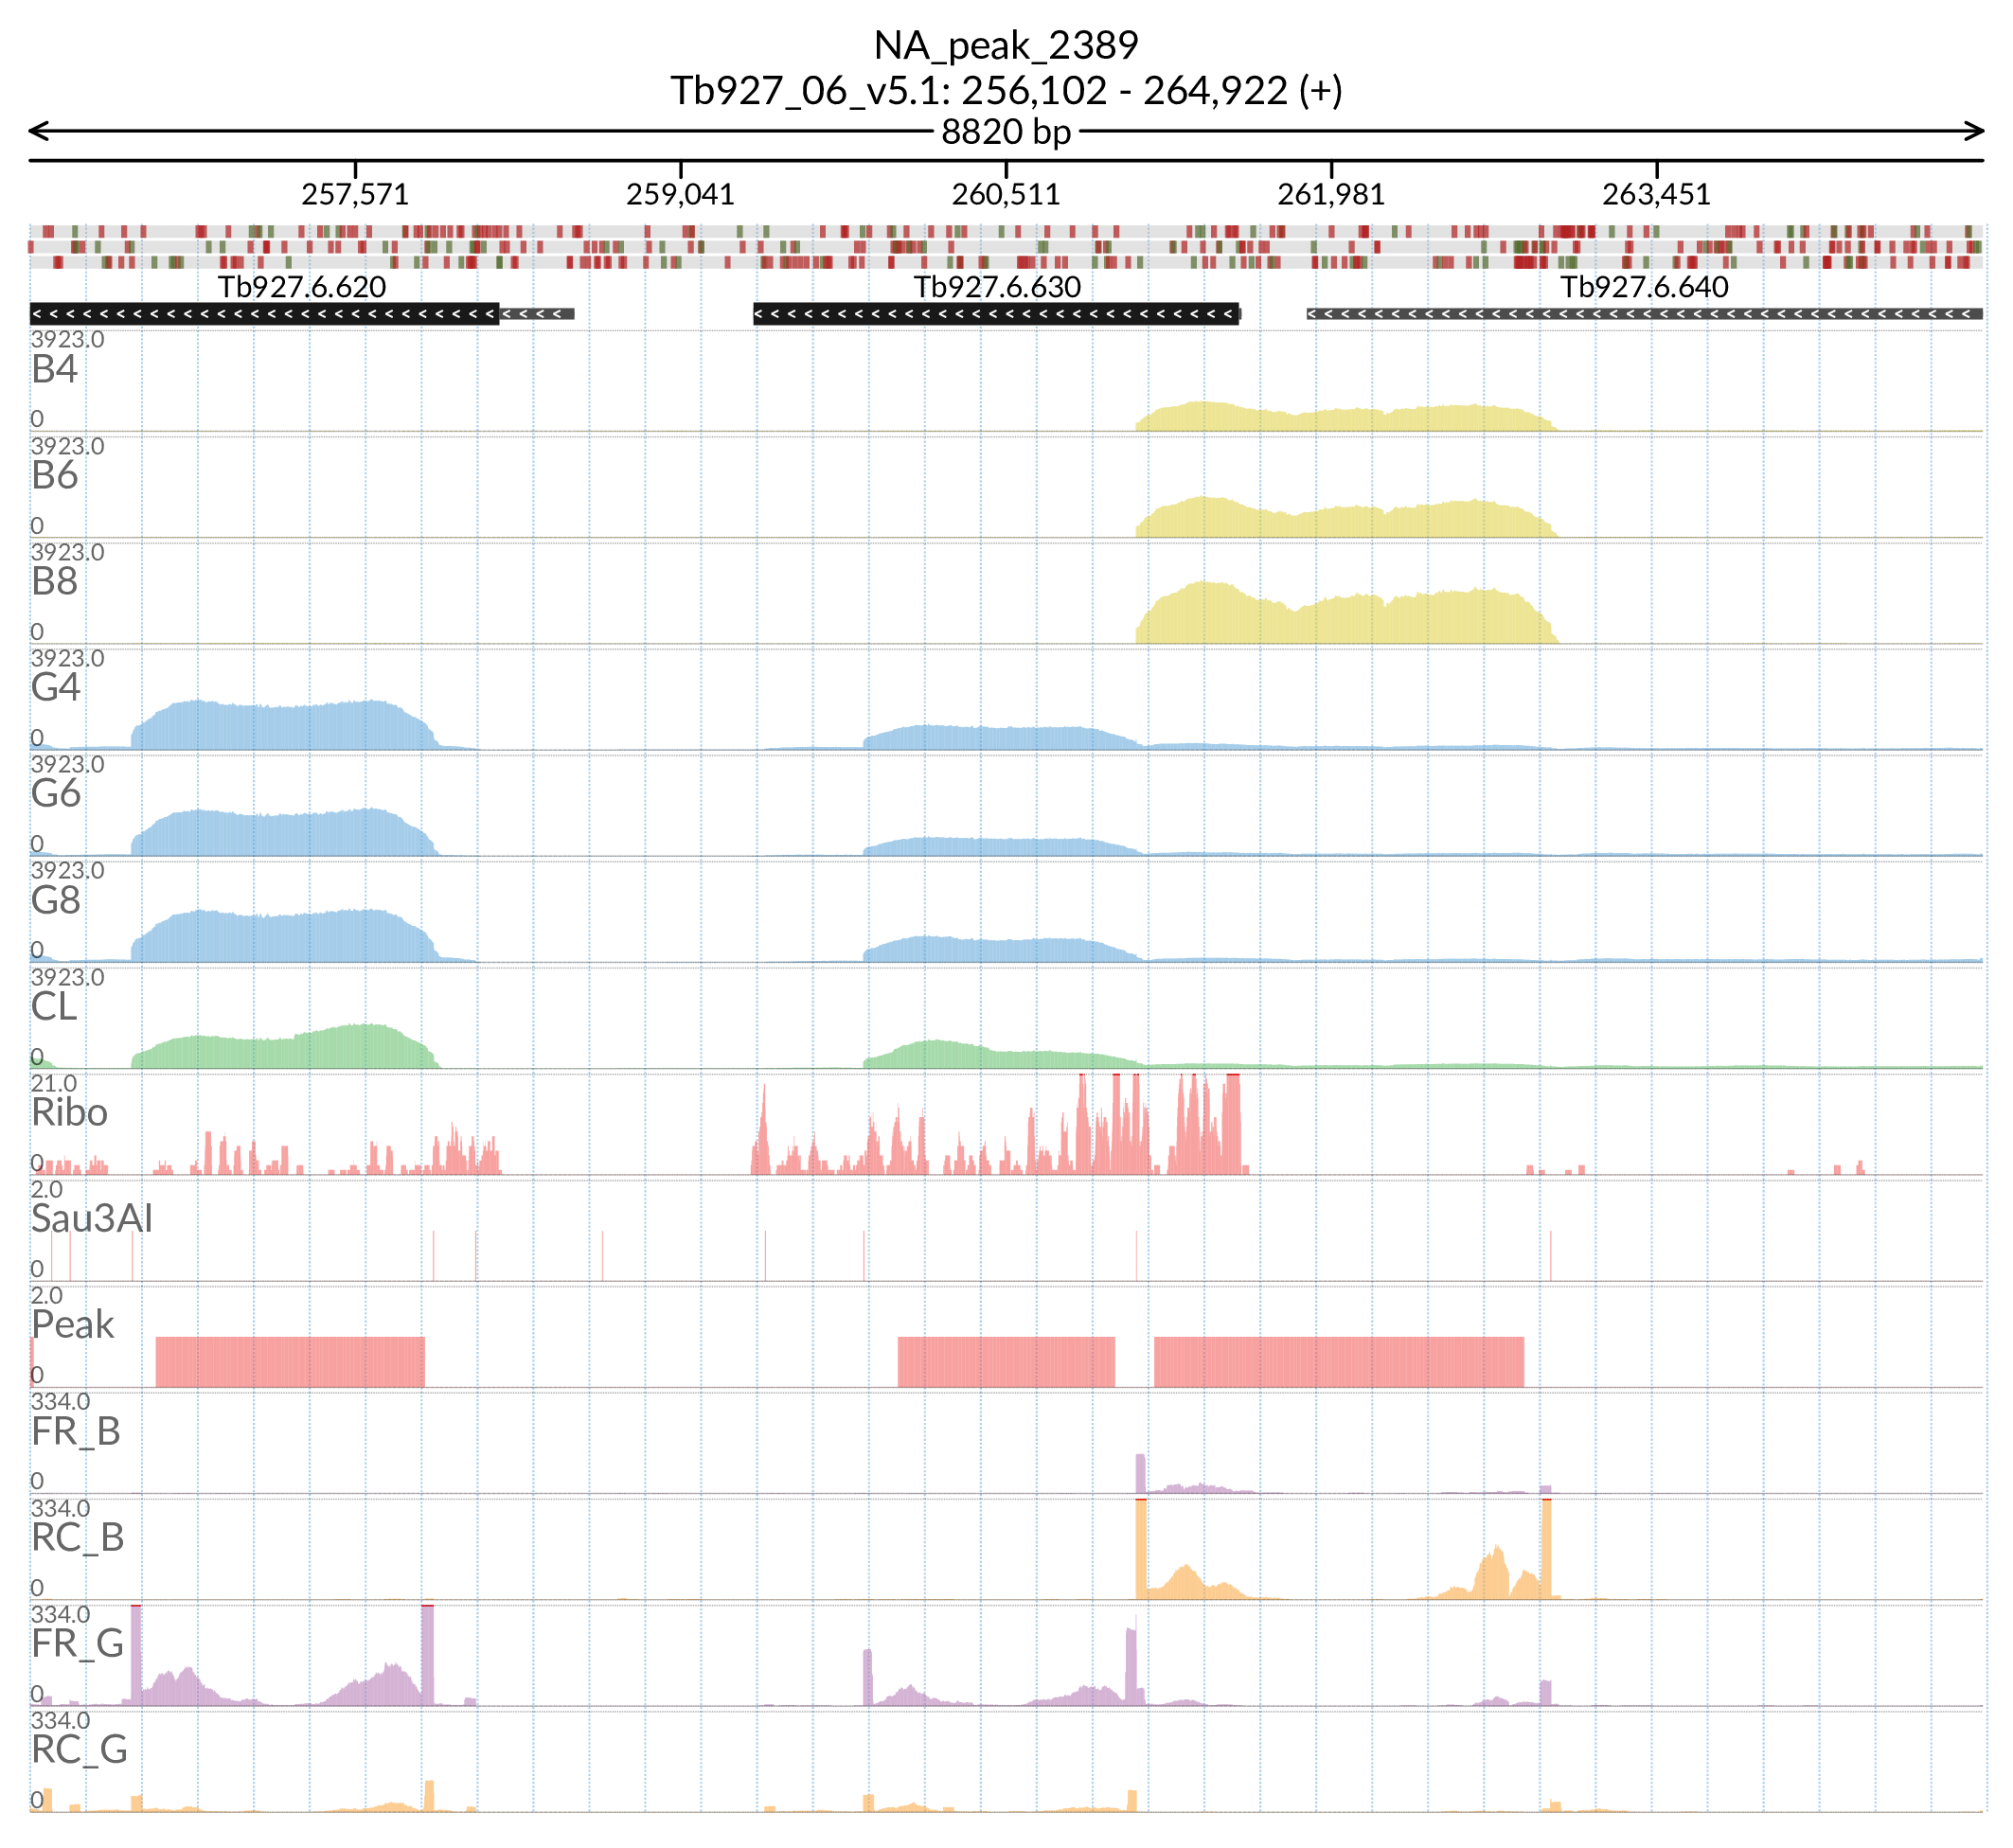 NA_peak_2389
Tb927_06_v5.1: 256,102 - 264,922 (+)
8820 bp
257,571 259,041 260,511 261,981 263,451
Tb927.6.620 Tb927.6.630 Tb927.6.640
3923.0
B4
0
3923.0
B6
0
3923.0
B8
0
3923.0
G4
0
3923.0
G6
0
3923.0
G8
0
3923.0
CL
0
21.0
Ribo
0
2.0
Sau3AI
0
2.0
Peak
0
334.0
FR_B
0
334.0
RC_B
0
334.0
FR_G
0
334.0
RC_G
0